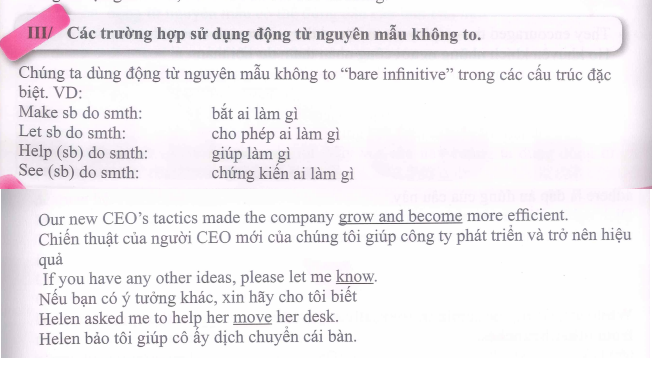 III/ Các trường hợp sử dụng động từ nguyên mẫu không to.
Chúng ta dùng động từ nguyên mẫu không to “bare infinitive” trong các cấu trúc đặc
biệt. VD:
Make sb do smth: bắt ai làm gì
Let sb do smth: cho phép ai làm gì
Help (sb) do smth: giúp làm gì
See (sb) do smth: chứng kiến ai làm gì
Our new CEO’s tactics made the company grow and become more efficient.
Chiến thuật của người CEO mới của chúng tôi giúp công ty phát triển và trở nên hiệu
quả
If you have any other ideas, please let me know.
Nếu bạn có ý tưởng khác, xin hãy cho tôi biết
Helen asked me to help her move her desk.
Helen bảo tôi giúp cô ấy dịch chuyển cái bàn.